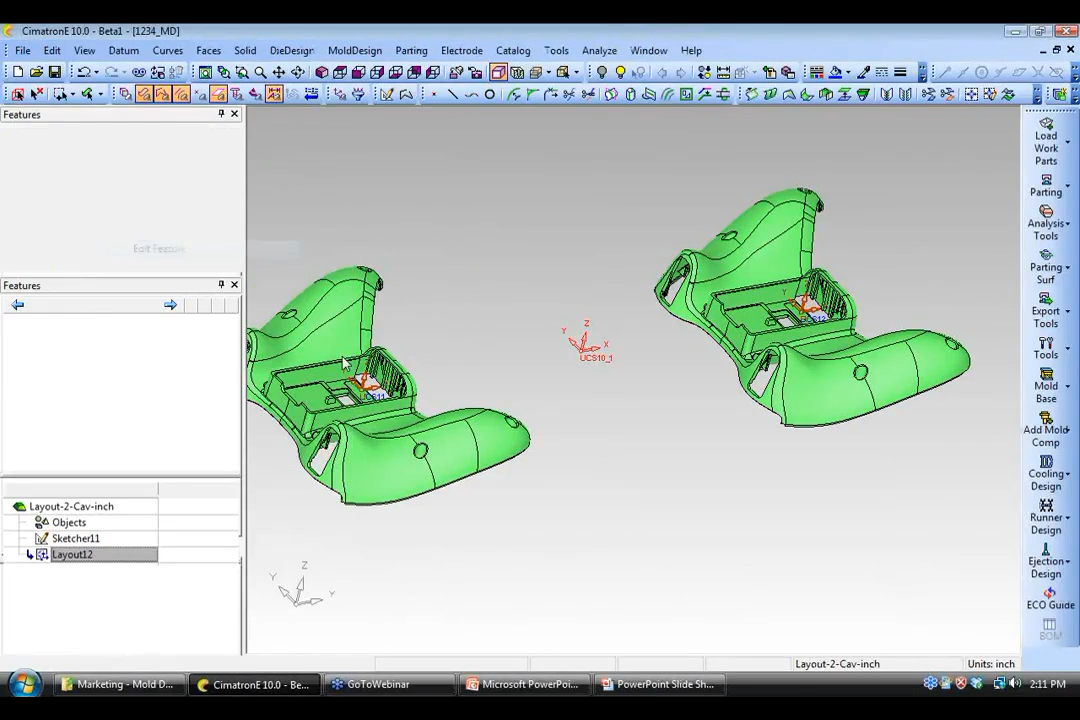 CimatronE 10.0 - Beta1 - [1234_MD]
File Edit View Datum Curves Faces Solid DieDesign MoldDesign Parting Electrode Catalog Tools Analyze Window Help
Features
Edit Feature
Features
Layout-2-Cav-inch
Objects
Sketcher11
Layout12
Z
Y
X
UCS10_1
UCS11
Y
UCS12
Z
Y
Load
Work
Parts
Parting
Analysis
Tools
Parting
Surf
Export
Tools
Tools
Mold
Base
Add Mold
Comp
Cooling
Design
Runner
Design
Ejection
Design
ECO Guide
BOM
Layout-2-Cav-inch Units: inch
Marketing - Mold D... CimatronE 10.0 - Be... GoToWebinar Microsoft PowerPoi... PowerPoint Slide Sh... 2:11 PM